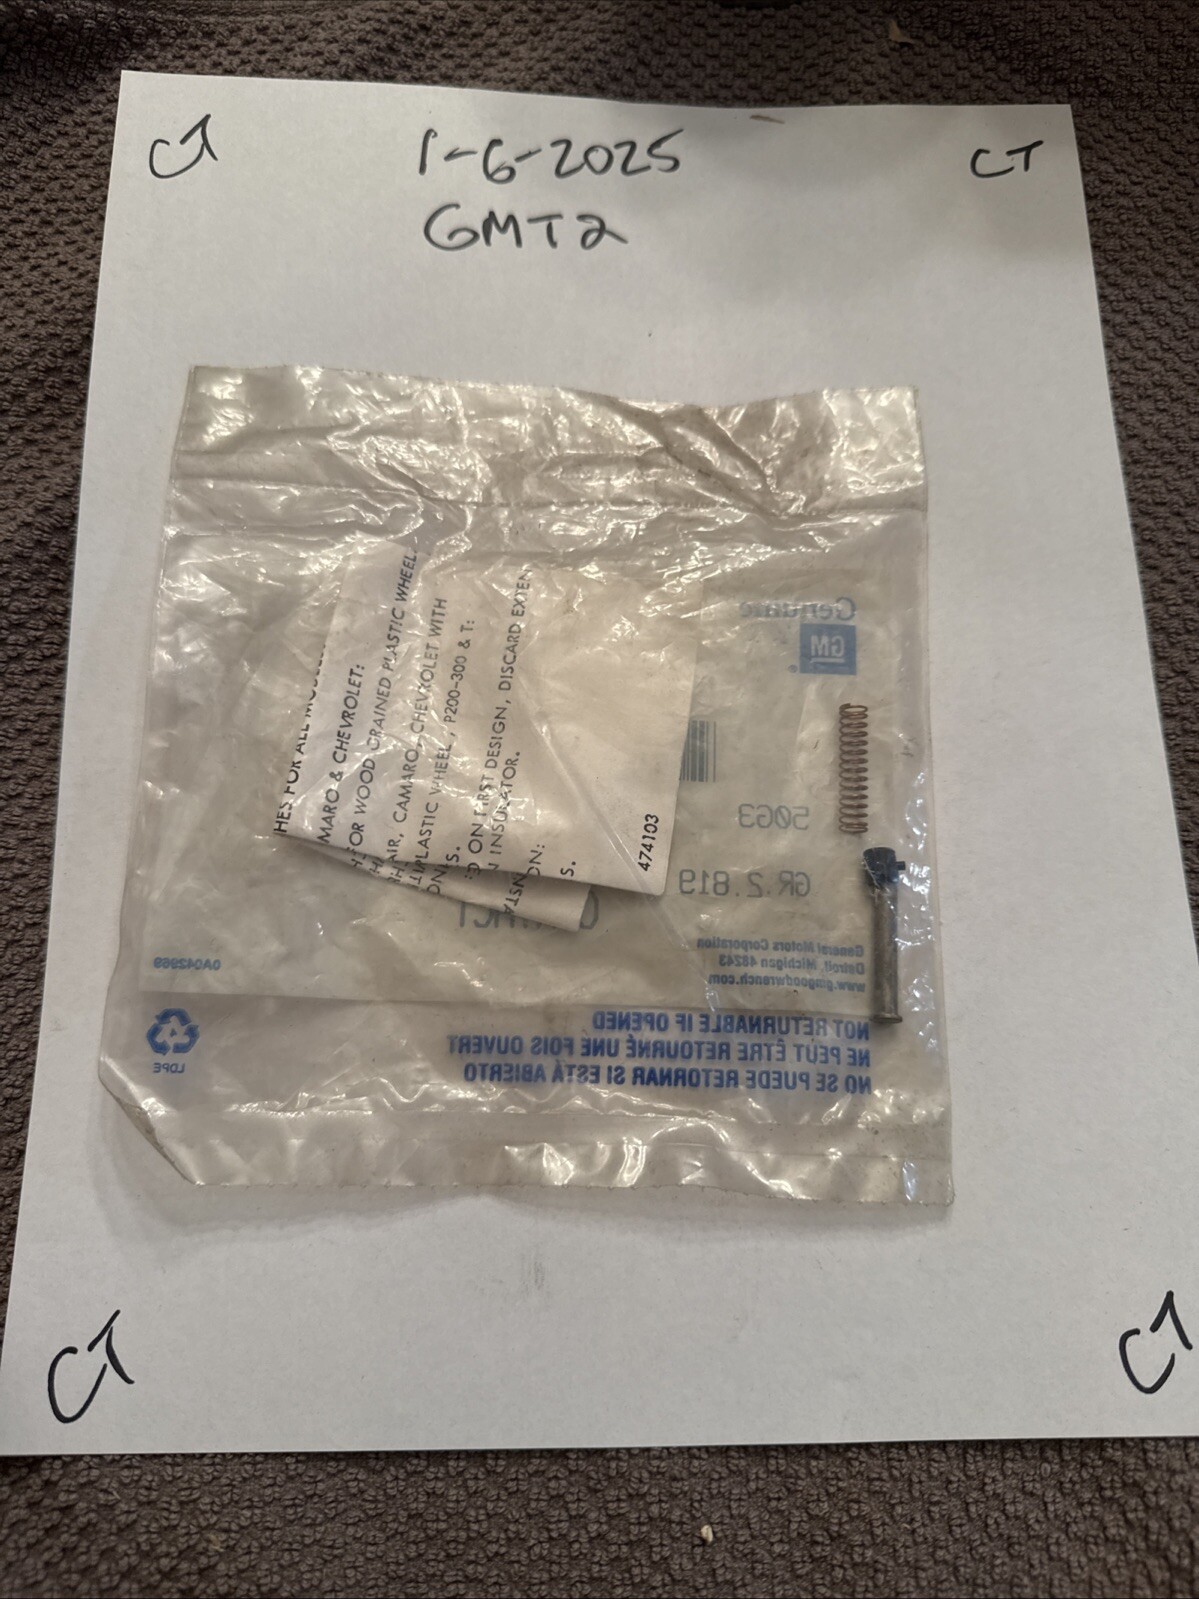 CT
1-6-2025
CT
GMT2
HES FOR ALL
MARO & CHEVROLET:
FOR WOOD GRAINED PLASTIC WHEEL
AIR, CAMARO, CHEVROLET WITH
PLASTIC WHEEL, P200-300 & T:
S.
ON FIRST DESIGN, DISCARD EXTEN
INSULATOR.
ON:
S.
474103
Genuine
GM
50G3
GR.2.819
General Motors Corporation
Detroit, Michigan 48243
www.gmgoodwrench.com
0A042969
LDPE
NOT RETURNABLE IF OPENED
NE PEUT ÊTRE RETOURNÉ UNE FOIS OUVERT
NO SE PUEDE RETORNAR SI ESTÁ ABIERTO
CT
CT